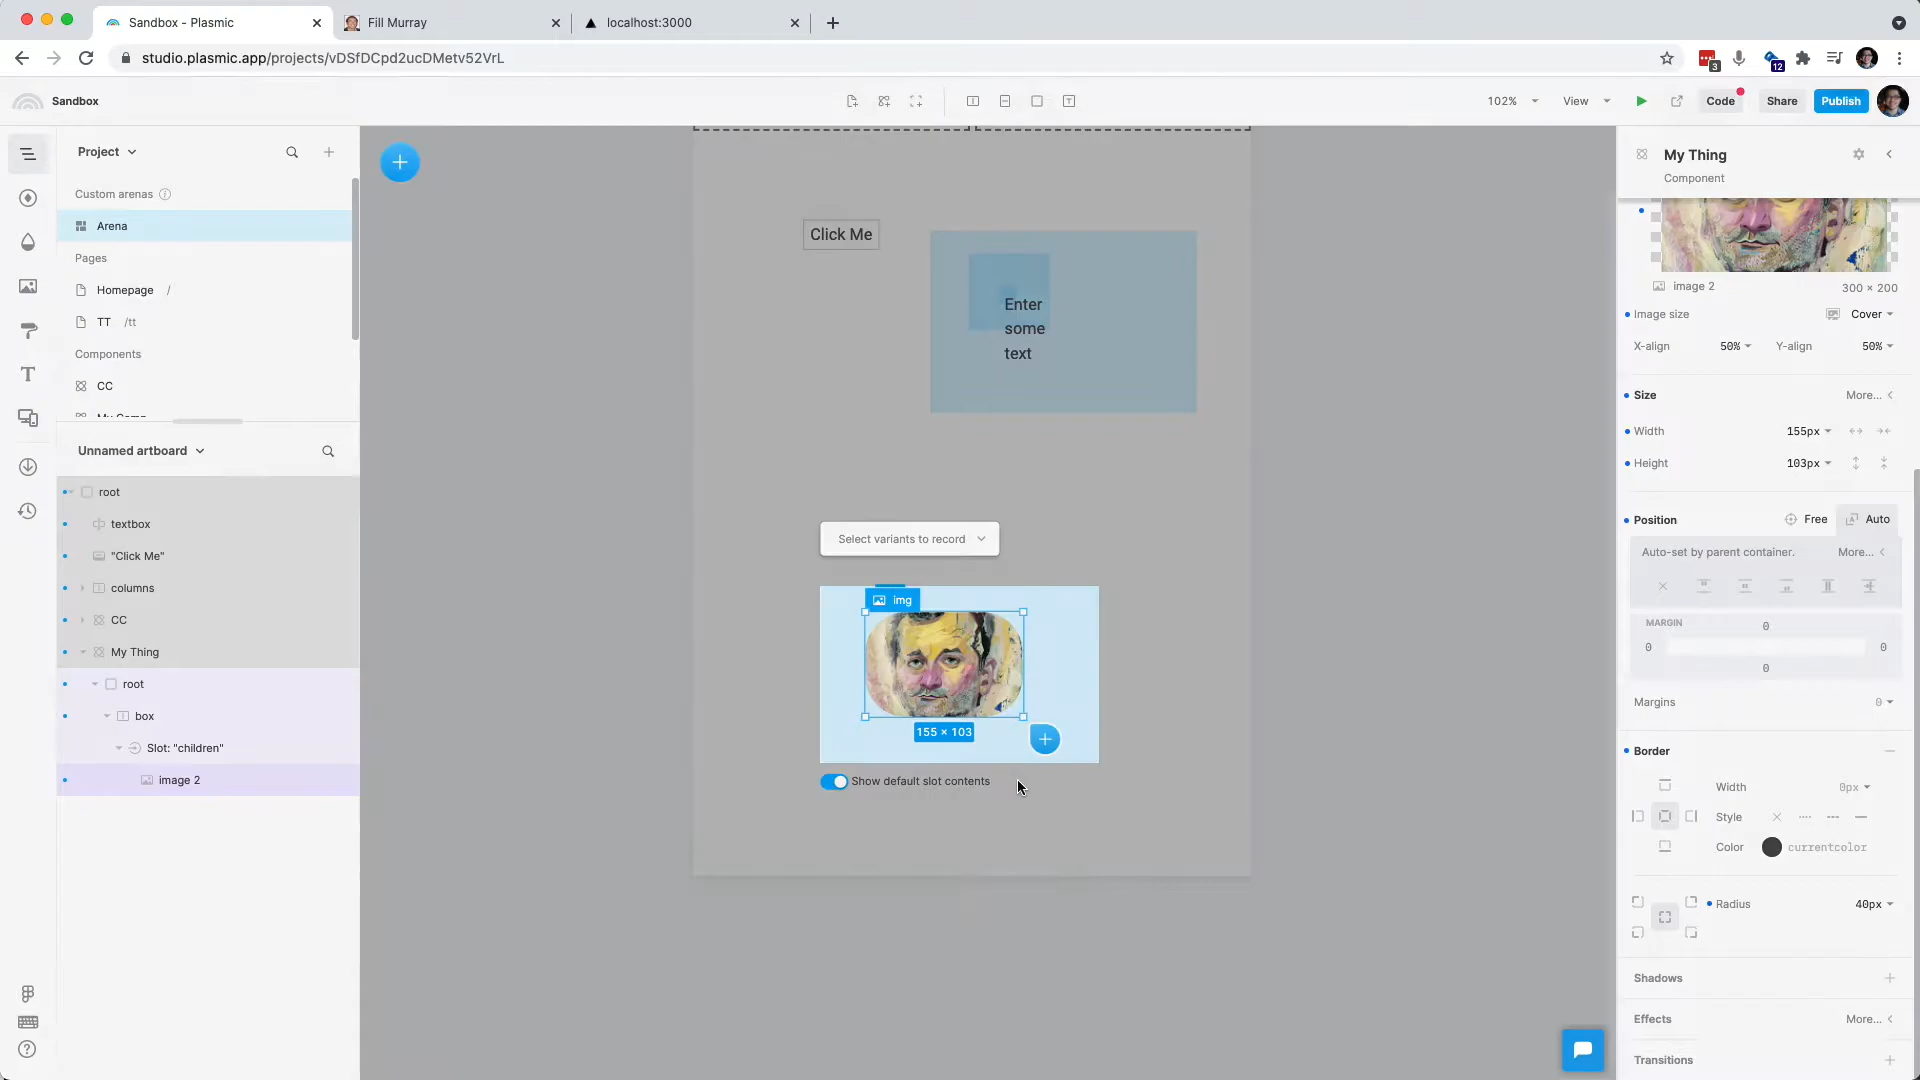 Sandbox - Plasmic
Fill Murray
localhost:3000
studio.plasmic.app/projects/vDSfDCpd2ucDMetv52VrL
3
12
Sandbox
102%
View
Code
Share
Publish
Project
Custom arenas
Arena
Pages
Homepage /
TT /tt
Components
CC
My Comp
Unnamed artboard
root
textbox
"Click Me"
columns
CC
My Thing
root
box
Slot: "children"
image 2
Click Me
Enter
some
text
Select variants to record
img
155 × 103
Show default slot contents
My Thing
Component
image 2
300 × 200
Image size
Cover
X-align
50%
Y-align
50%
Size
More...
Width
155px
Height
103px
Position
Free
Auto
Auto-set by parent container.
More...
MARGIN
0
0
0
0
Margins
0
Border
Width
0px
Style
Color
currentcolor
Radius
40px
Shadows
Effects
More...
Transitions